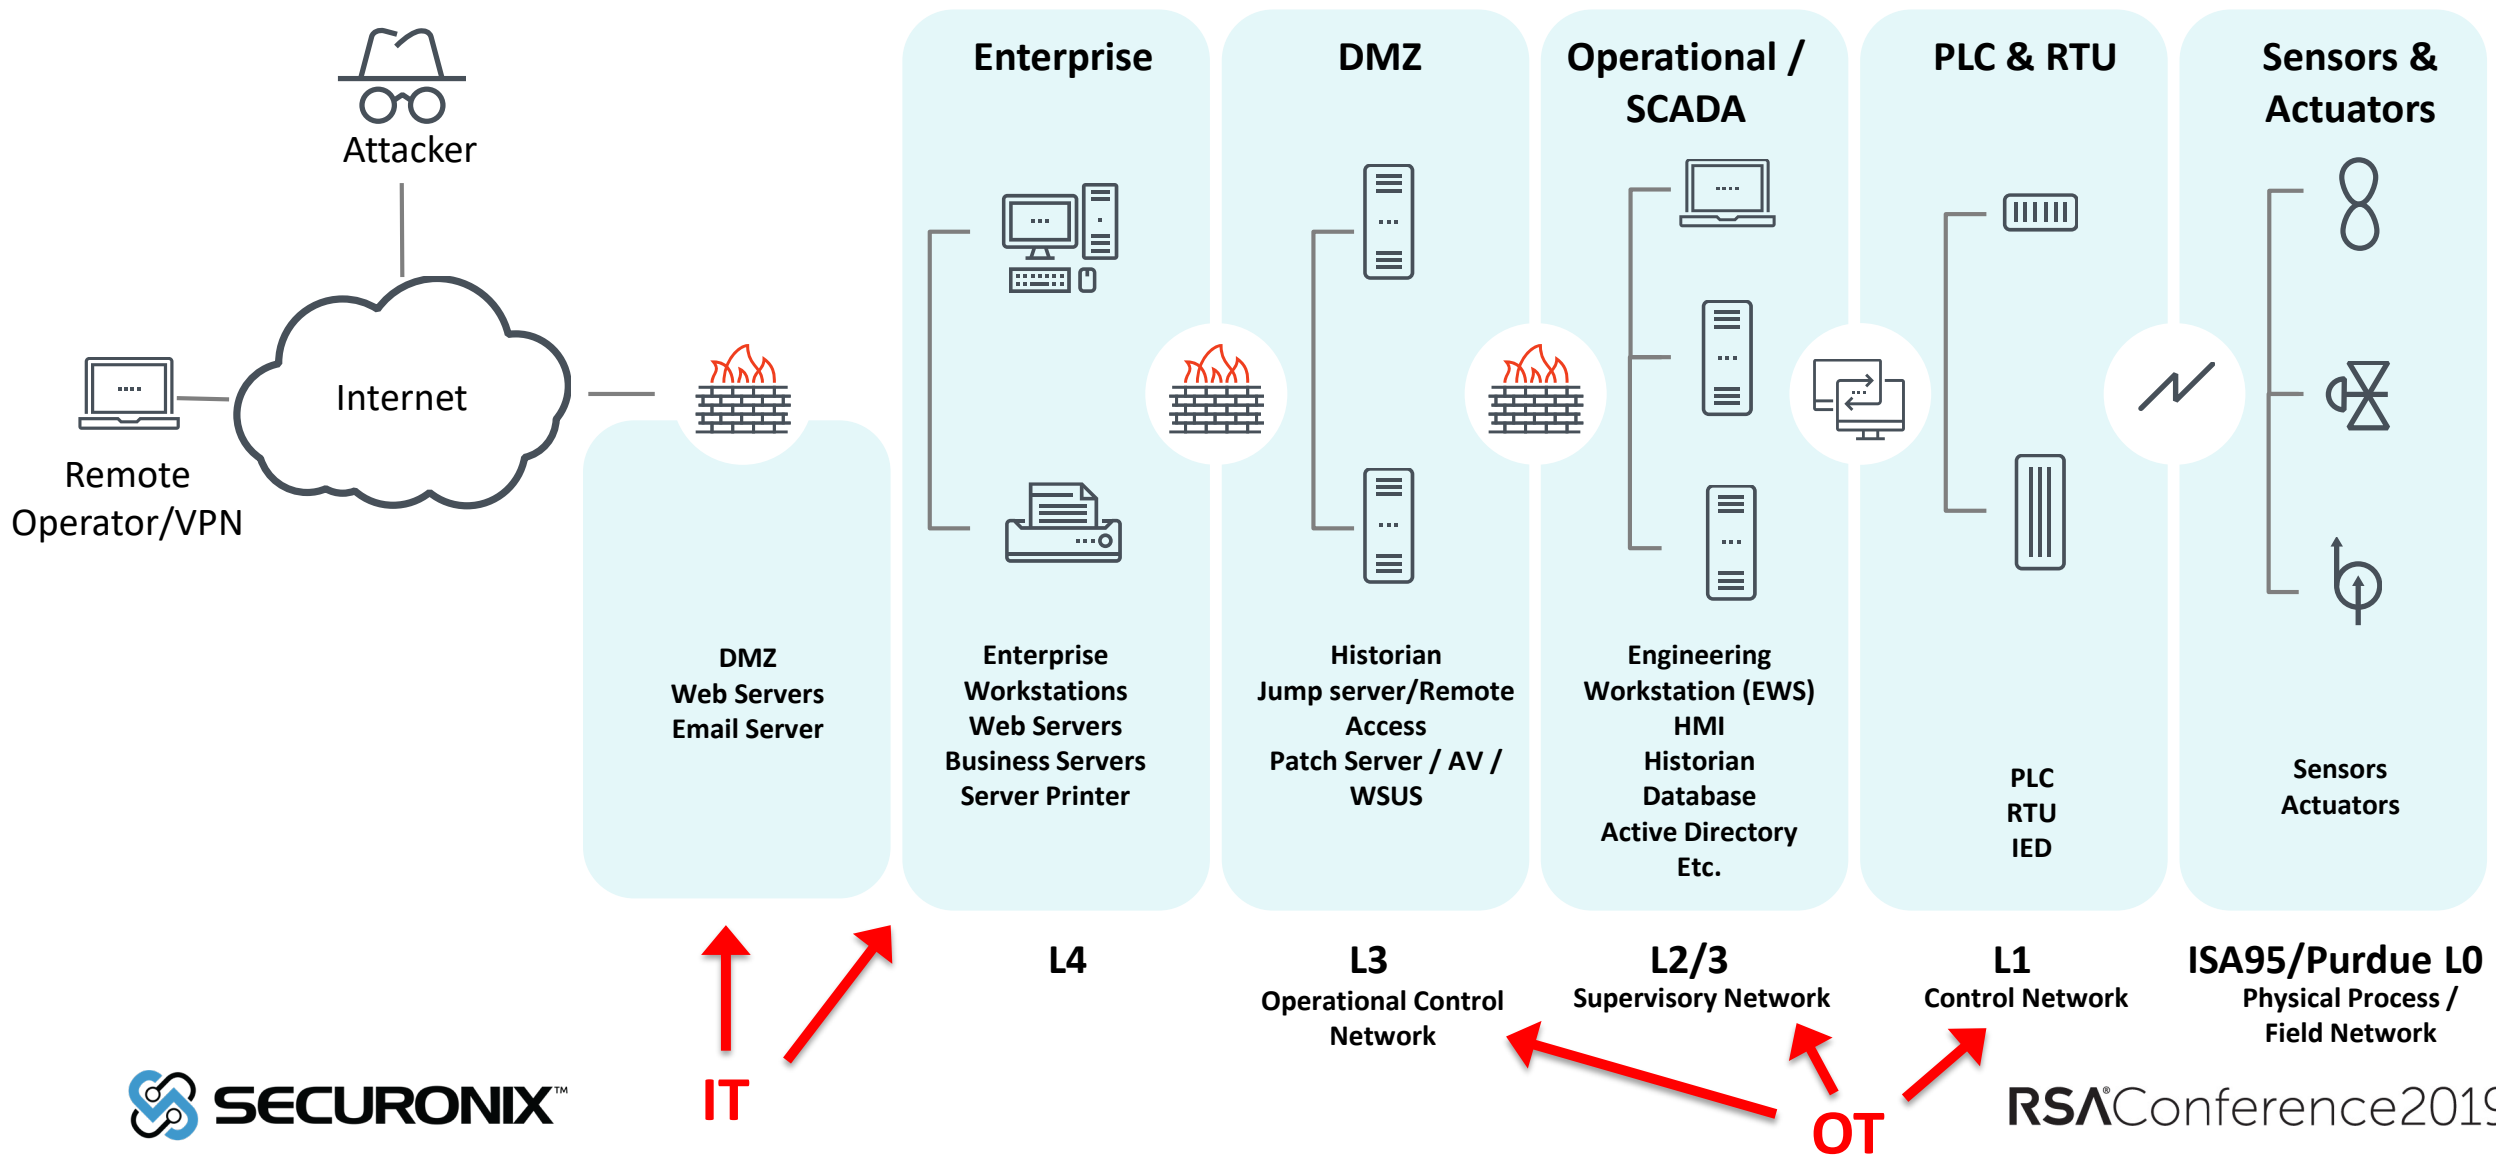 Attacker
Internet
Remote
Operator/VPN
DMZ
Web Servers
Email Server
Enterprise
Enterprise
Workstations
Web Servers
Business Servers
Server Printer
L4
DMZ
Historian
Jump server/Remote
Access
Patch Server / AV /
WSUS
L3
Operational Control
Network
Operational /
SCADA
Engineering
Workstation (EWS)
HMI
Historian
Database
Active Directory
Etc.
L2/3
Supervisory Network
PLC & RTU
PLC
RTU
IED
L1
Control Network
Sensors &
Actuators
Sensors
Actuators
ISA95/Purdue L0
Physical Process /
Field Network
IT
OT
SECURONIX™
RSA®Conference2019